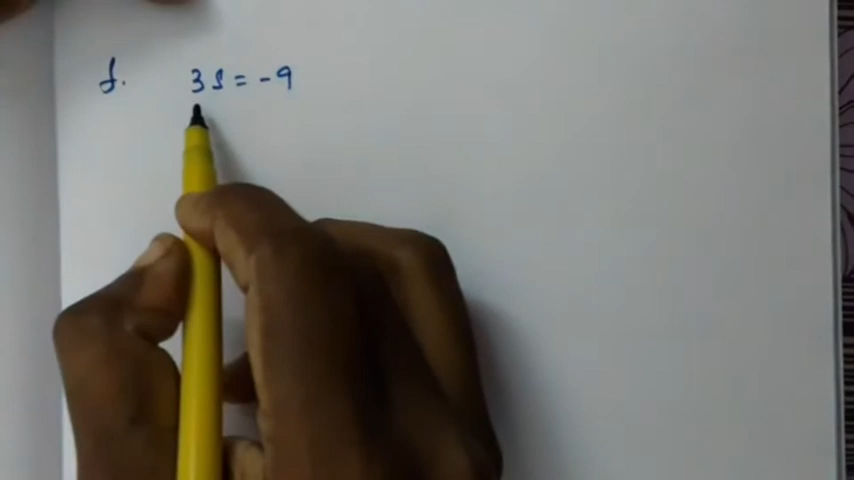 f. 3s = -9